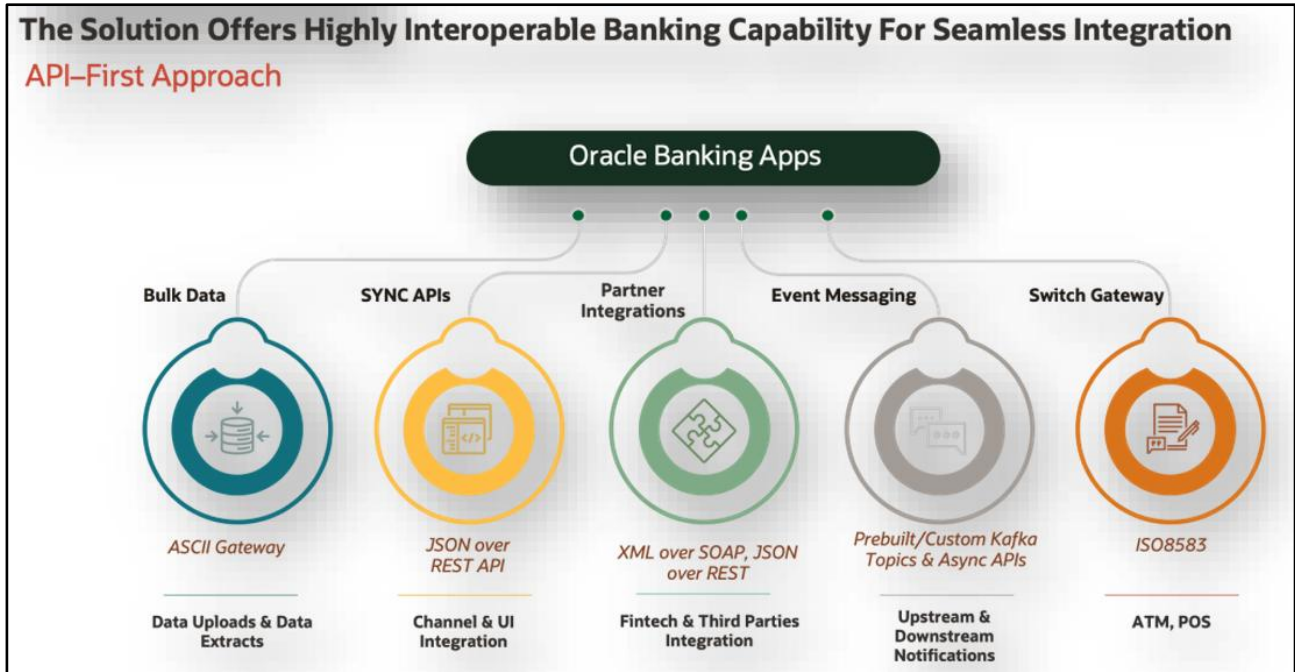 The Solution Offers Highly Interoperable Banking Capability For Seamless Integration
API–First Approach
Oracle Banking Apps
Bulk Data
SYNC APIs
Partner
Integrations
Event Messaging
Switch Gateway
ASCII Gateway
JSON over
REST API
XML over SOAP, JSON
over REST
Prebuilt/Custom Kafka
Topics & Async APIs
ISO8583
Data Uploads & Data
Extracts
Channel & UI
Integration
Fintech & Third Parties
Integration
Upstream &
Downstream
Notifications
ATM, POS